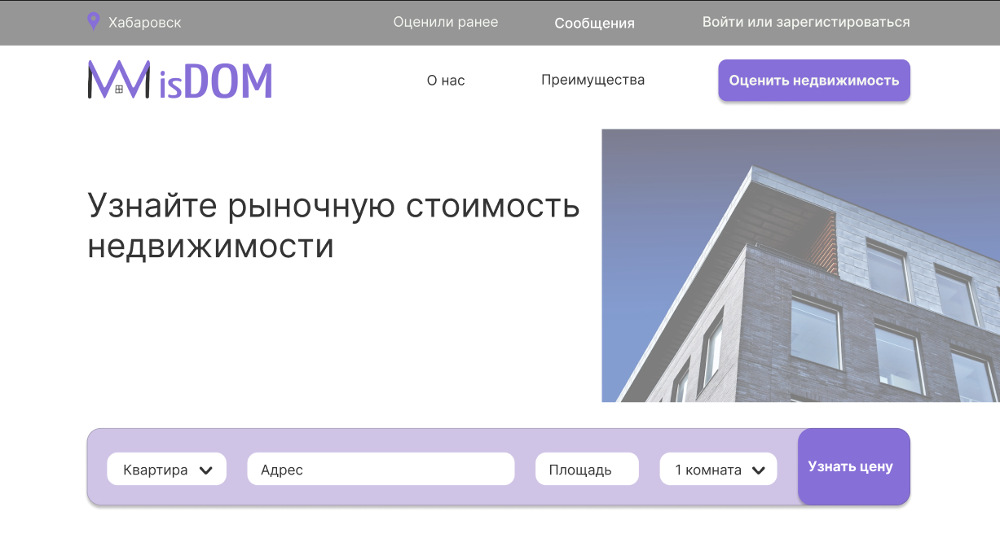 Хабаровск
Оценили ранее
Сообщения
Войти или зарегистироваться
isDOM
О нас
Преимущества
Оценить недвижимость
Узнайте рыночную стоимость
недвижимости
Квартира
Адрес
Площадь
1 комната
Узнать цену